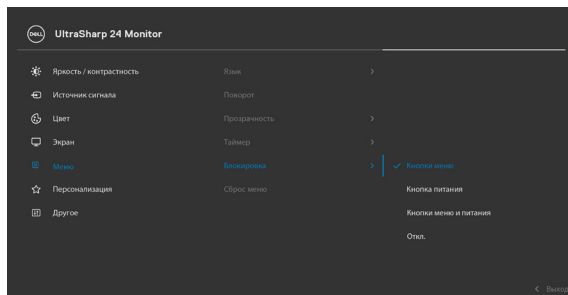 DELL
UltraSharp 24 Monitor
Яркость / контрастность
Источник сигнала
Цвет
Экран
Меню
Персонализация
Другое
Язык
Поворот
Прозрачность
Таймер
Блокировка
Сброс меню
Кнопки меню
Кнопка питания
Кнопки меню и питания
Откл.
Выход